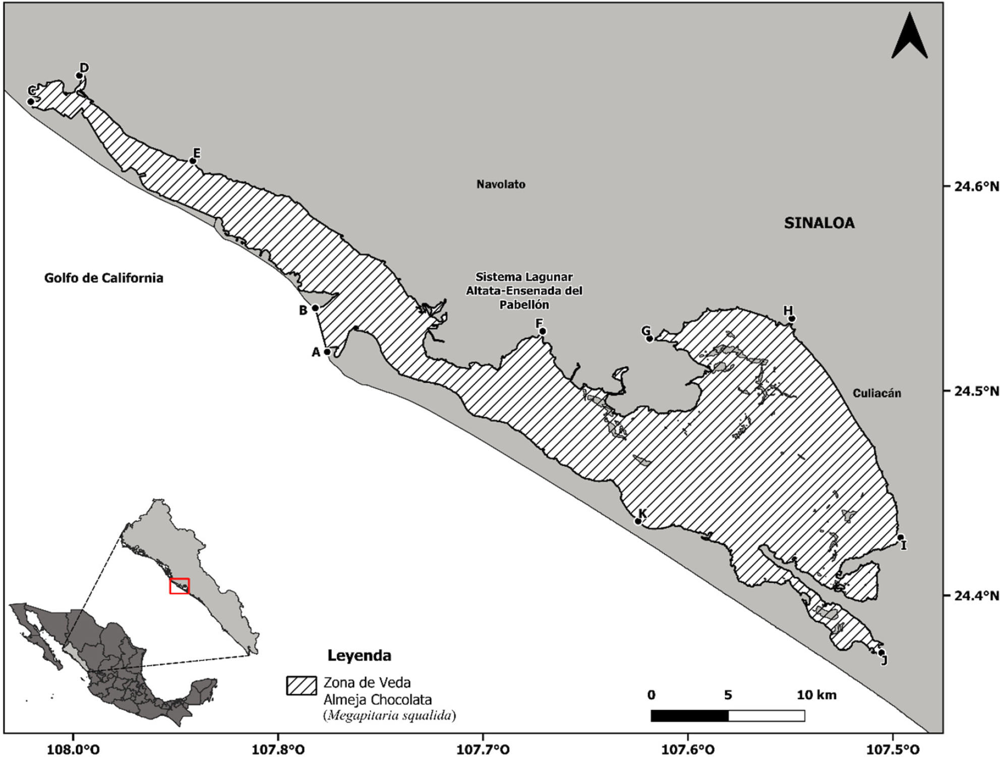 D
C
E
Navolato
24.6°N
SINALOA
Golfo de California
Sistema Lagunar
Altata-Ensenada del
Pabellón
B
H
F
G
A
24.5°N
Culiacán
K
I
24.4°N
J
Leyenda
Zona de Veda
Almeja Chocolata
(Megapitaria squalida)
0 5 10 km
108.0°O 107.8°O 107.7°O 107.6°O 107.5°O